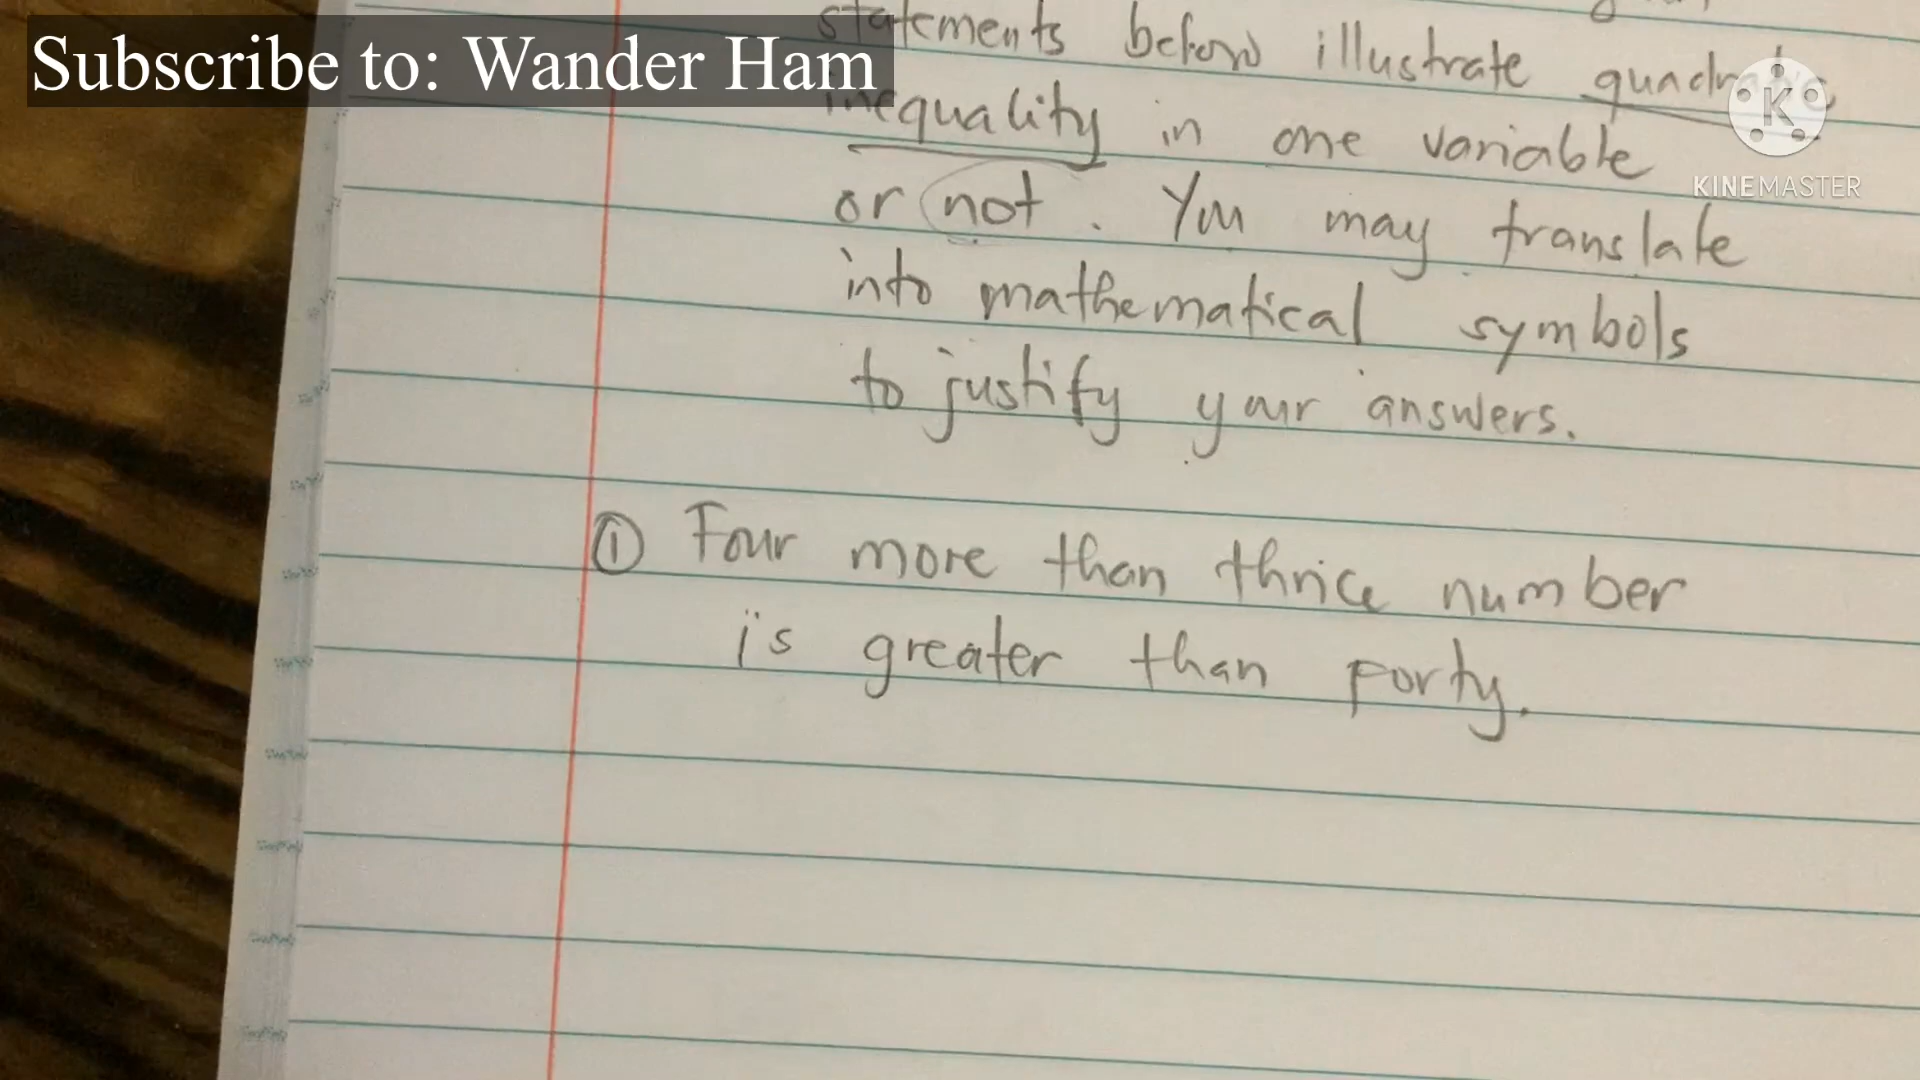 Subscribe to: Wander Ham
statements below illustrate quadratic
inequality in one variable
or not. You may translate
into mathematical symbols
to justify your answers.
① Four more than thrice number
is greater than forty.
K
KINEMASTER